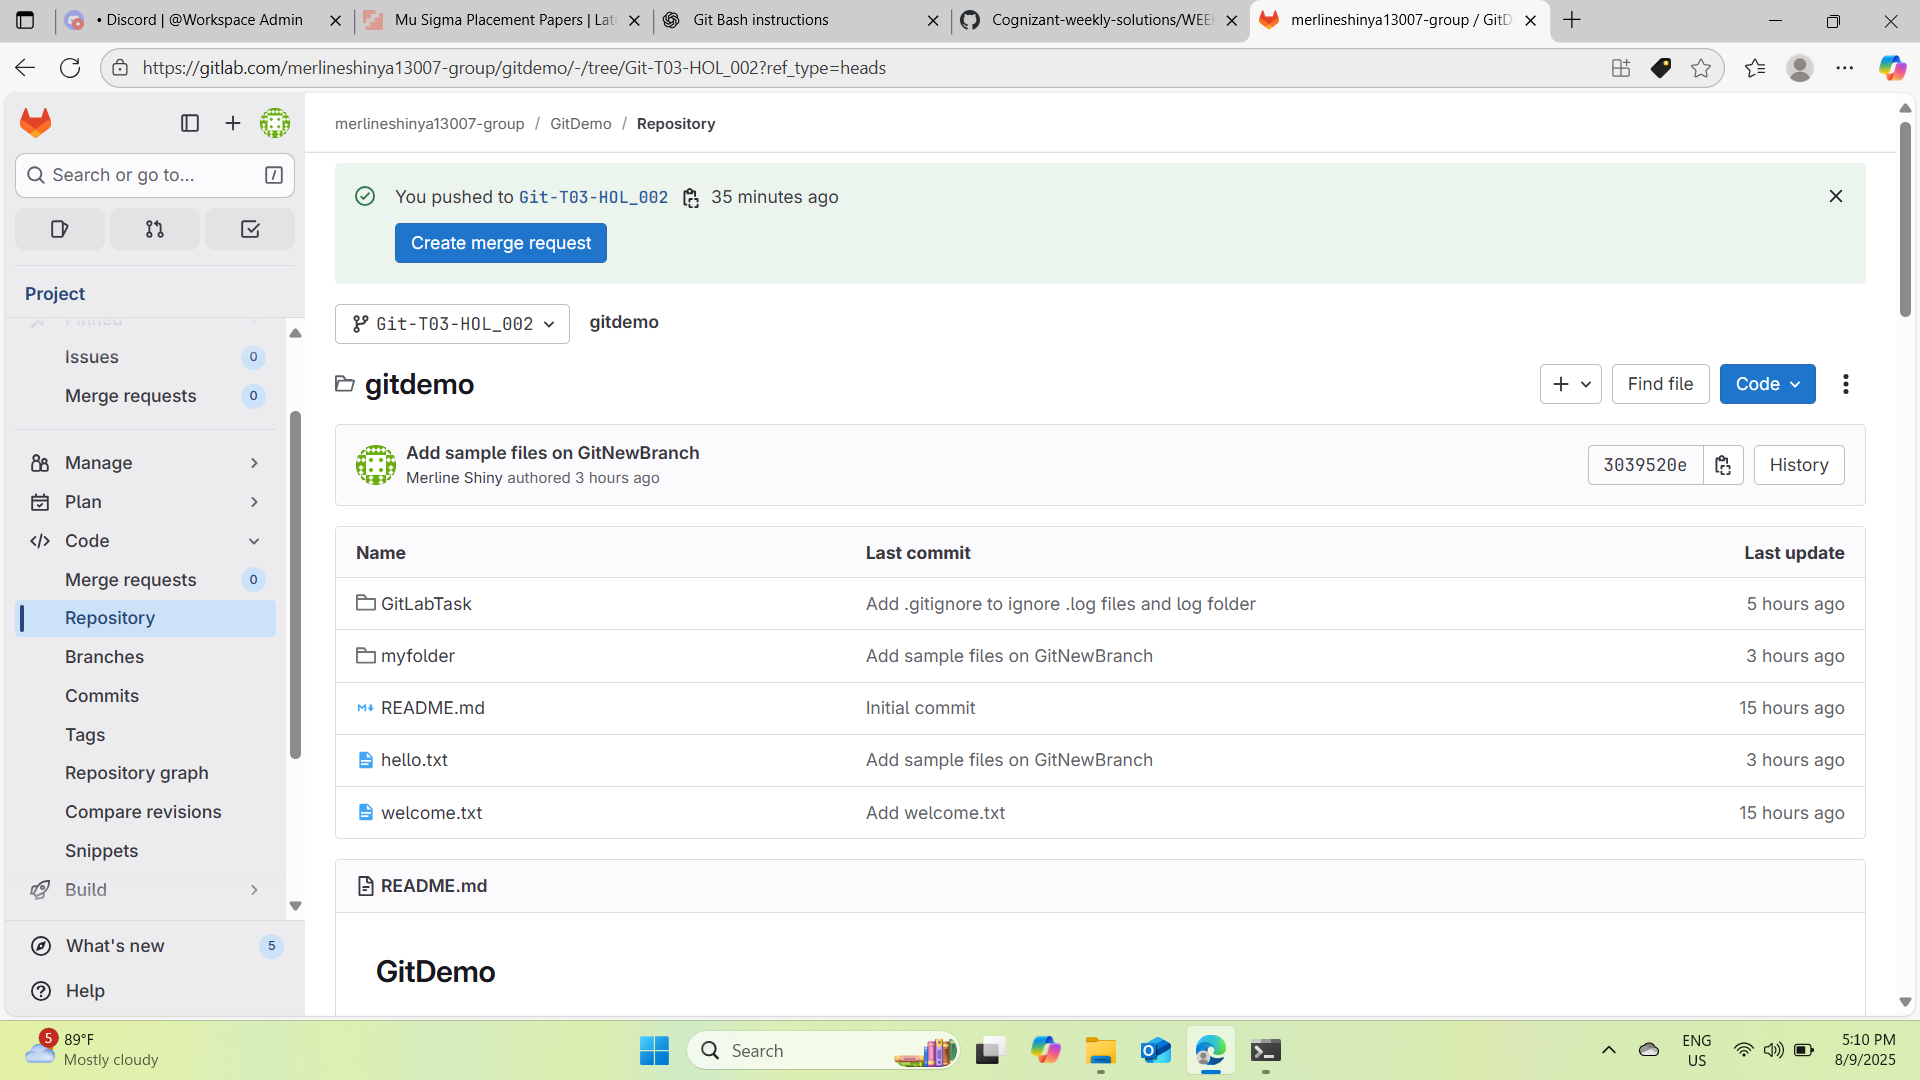 • Discord | @Workspace Admin
Mu Sigma Placement Papers | Late
Git Bash instructions
Cognizant-weekly-solutions/WEE
merlineshinya13007-group / GitD
https://gitlab.com/merlineshinya13007-group/gitdemo/-/tree/Git-T03-HOL_002?ref_type=heads
merlineshinya13007-group / GitDemo / Repository
Search or go to... /
You pushed to Git-T03-HOL_002 35 minutes ago
Create merge request
Project
Pinned
Issues 0
Merge requests 0
Manage
Plan
Code
Merge requests 0
Repository
Branches
Commits
Tags
Repository graph
Compare revisions
Snippets
Build
What's new 5
Help
Git-T03-HOL_002 gitdemo
gitdemo
Find file Code
Add sample files on GitNewBranch
Merline Shiny authored 3 hours ago
3039520e History
Name Last commit Last update
GitLabTask Add .gitignore to ignore .log files and log folder 5 hours ago
myfolder Add sample files on GitNewBranch 3 hours ago
README.md Initial commit 15 hours ago
hello.txt Add sample files on GitNewBranch 3 hours ago
welcome.txt Add welcome.txt 15 hours ago
README.md
GitDemo
5 89°F
Mostly cloudy
Search
ENG
US
5:10 PM
8/9/2025